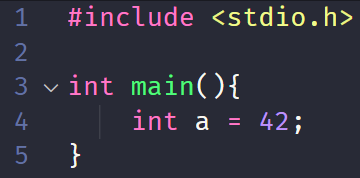 1 #include <stdio.h>
2
3 int main(){
4     int a = 42;
5 }